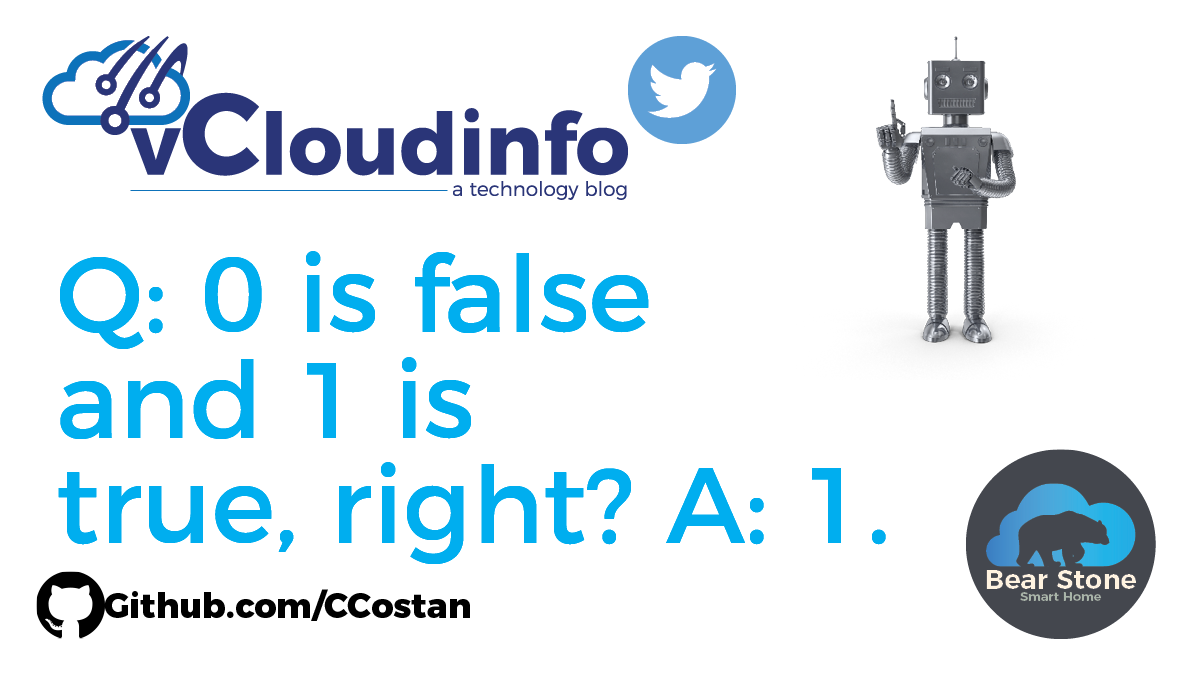 vCloudinfo
a technology blog
Q: 0 is false
and 1 is
true, right? A: 1.
Bear Stone
Smart Home
Github.com/CCostan